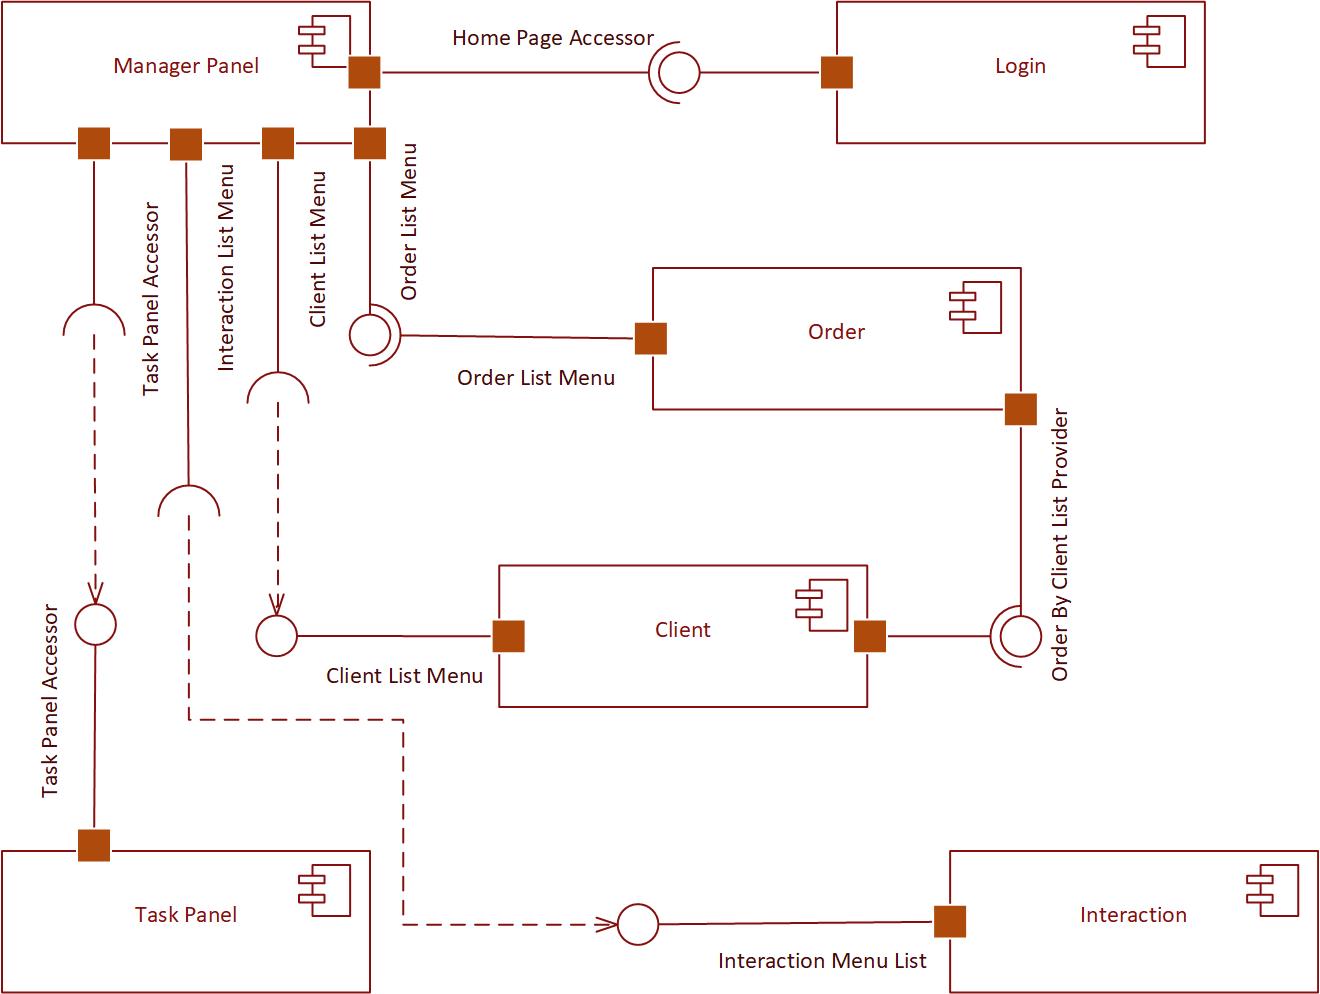 Home Page Accessor
Manager Panel
Login
Task Panel Accessor
Interaction List Menu
Client List Menu
Order List Menu
Order
Order List Menu
Order By Client List Provider
Client
Client List Menu
Task Panel Accessor
Task Panel
Interaction
Interaction Menu List